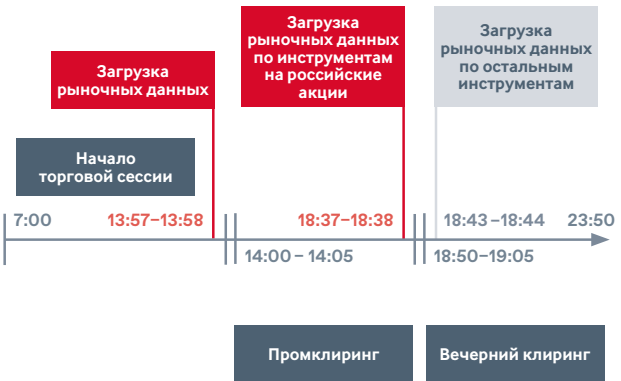 Загрузка
рыночных данных
Загрузка
рыночных данных
по инструментам
на российские
акции
Загрузка
рыночных данных
по остальным
инструментам
Начало
торговой сессии
7:00
13:57–13:58
18:37–18:38
18:43 –18:44
23:50
14:00 – 14:05
18:50–19:05
Промклиринг
Вечерний клиринг